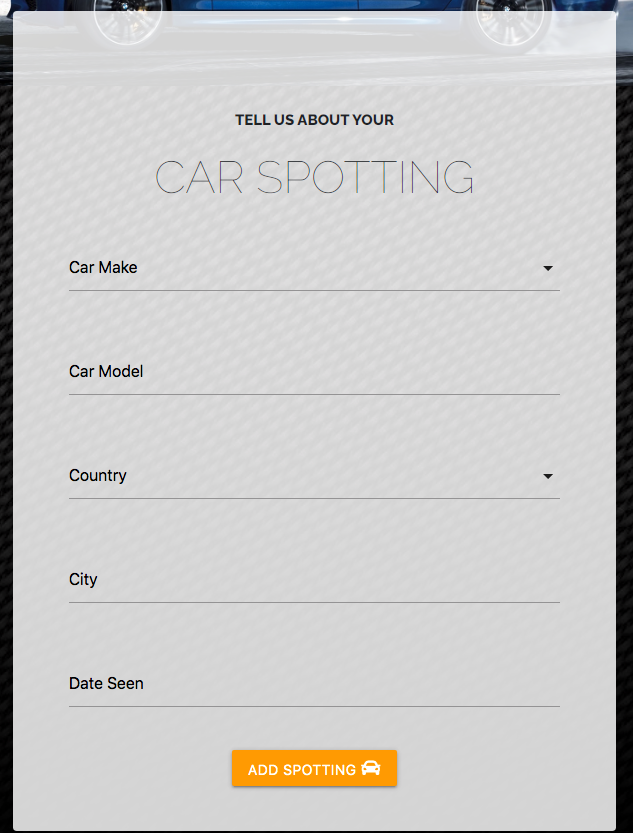 TELL US ABOUT YOUR
CAR SPOTTING
Car Make
Car Model
Country
City
Date Seen
ADD SPOTTING